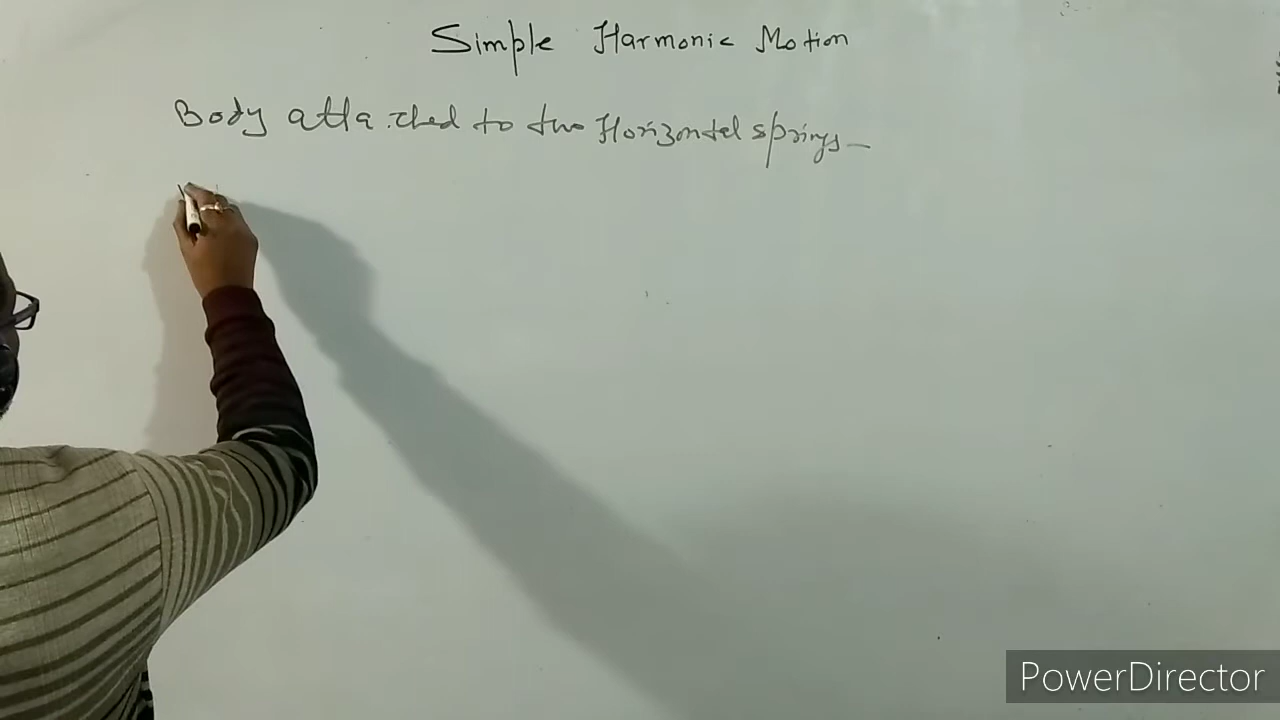 Simple Harmonic Motion
Body attached to two Horizontal springs -
PowerDirector